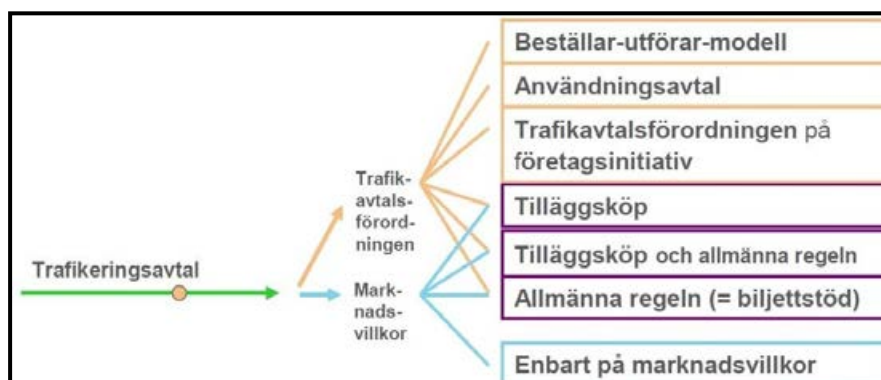 Beställar-utförar-modell
Användningsavtal
Trafikavtalsförordningen på
företagsinitiativ
Trafik-
avtals-
förord-
ningen
Tilläggsköp
Trafikeringsavtal
Tilläggsköp och allmänna regeln
Mark-
nads-
villkor
Allmänna regeln (= biljettstöd)
Enbart på marknadsvillkor